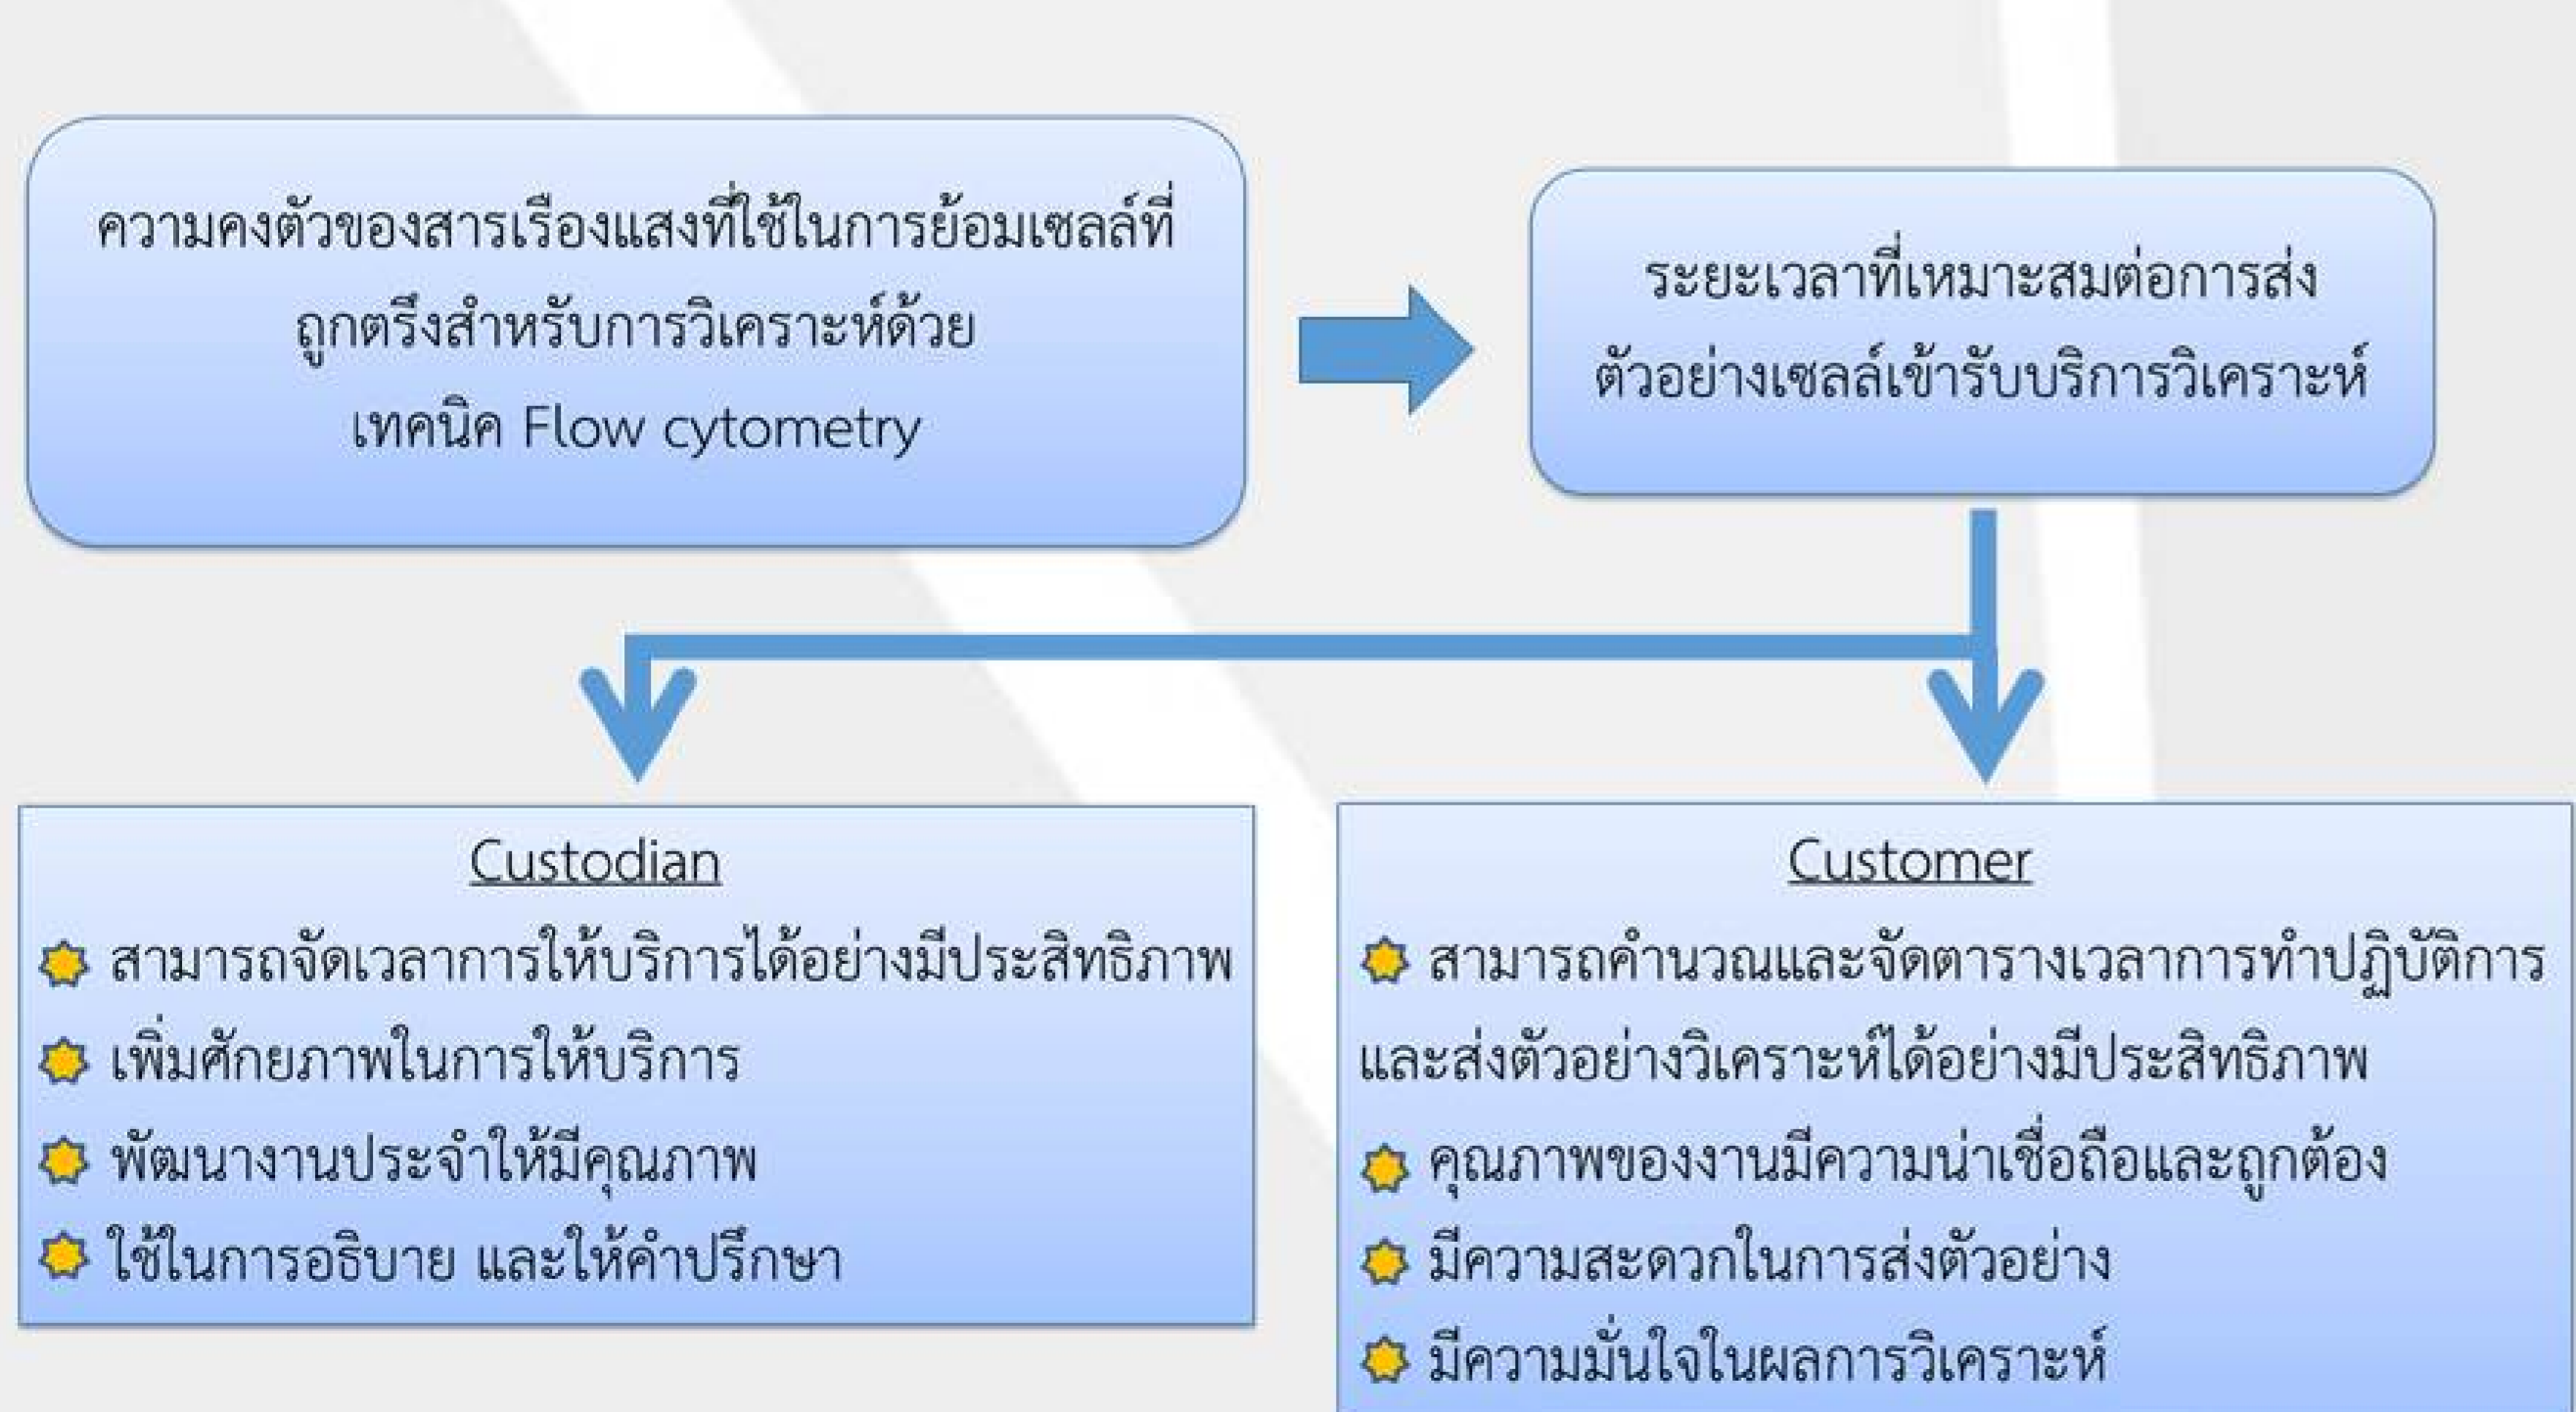 ความคงตัวของสารเรืองแสงที่ใช้ในการย้อมเซลล์ที่
ถูกตรึงสำหรับการวิเคราะห์ด้วย
เทคนิค Flow cytometry
ระยะเวลาที่เหมาะสมต่อการส่ง
ตัวอย่างเซลล์เข้ารับบริการวิเคราะห์
Custodian
สามารถจัดเวลาการให้บริการได้อย่างมีประสิทธิภาพ
เพิ่มศักยภาพในการให้บริการ
พัฒนางานประจำให้มีคุณภาพ
ใช้ในการอธิบาย และให้คำปรึกษา
Customer
สามารถคำนวณและจัดตารางเวลาการทำปฏิบัติการ
และส่งตัวอย่างวิเคราะห์ได้อย่างมีประสิทธิภาพ
คุณภาพของงานมีความน่าเชื่อถือและถูกต้อง
มีความสะดวกในการส่งตัวอย่าง
มีความมั่นใจในผลการวิเคราะห์